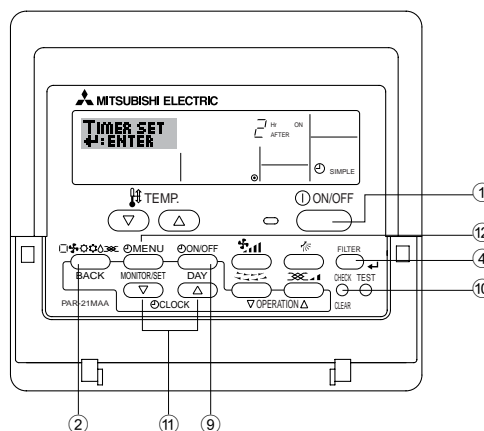 MITSUBISHI ELECTRIC
TIMER SET
:ENTER
2 Hr ON
AFTER
SIMPLE
TEMP.
ON/OFF
MENU
ON/OFF
FILTER
BACK
MONITOR/SET
DAY
CHECK TEST
PAR-21MAA
CLOCK
OPERATION
CLEAR
1
12
4
10
2
11
9